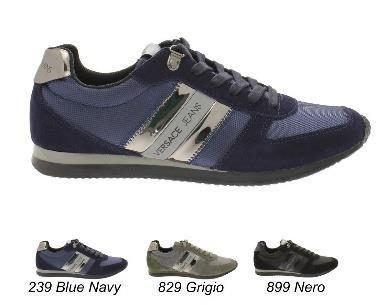 VERSACE JEANS
239 Blue Navy
829 Grigio
899 Nero